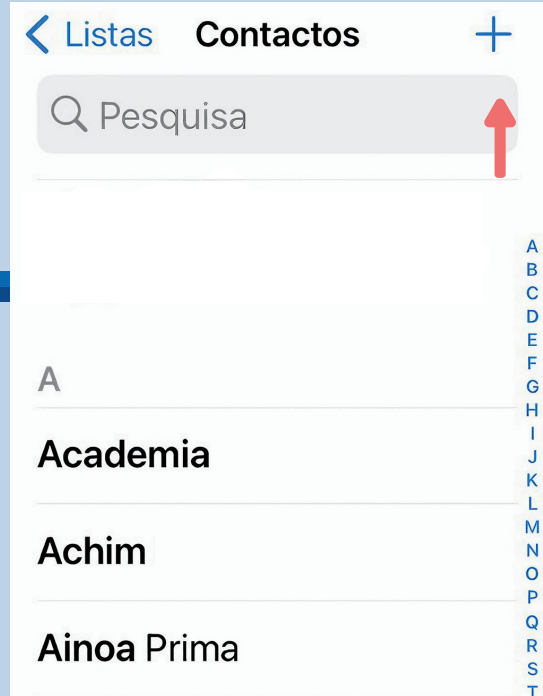 Listas Contactos +
Pesquisa
A
B
C
D
E
F
A
G
H
I
Academia
J
K
L
M
Achim
N
O
P
Q
Ainoa Prima
R
S
T